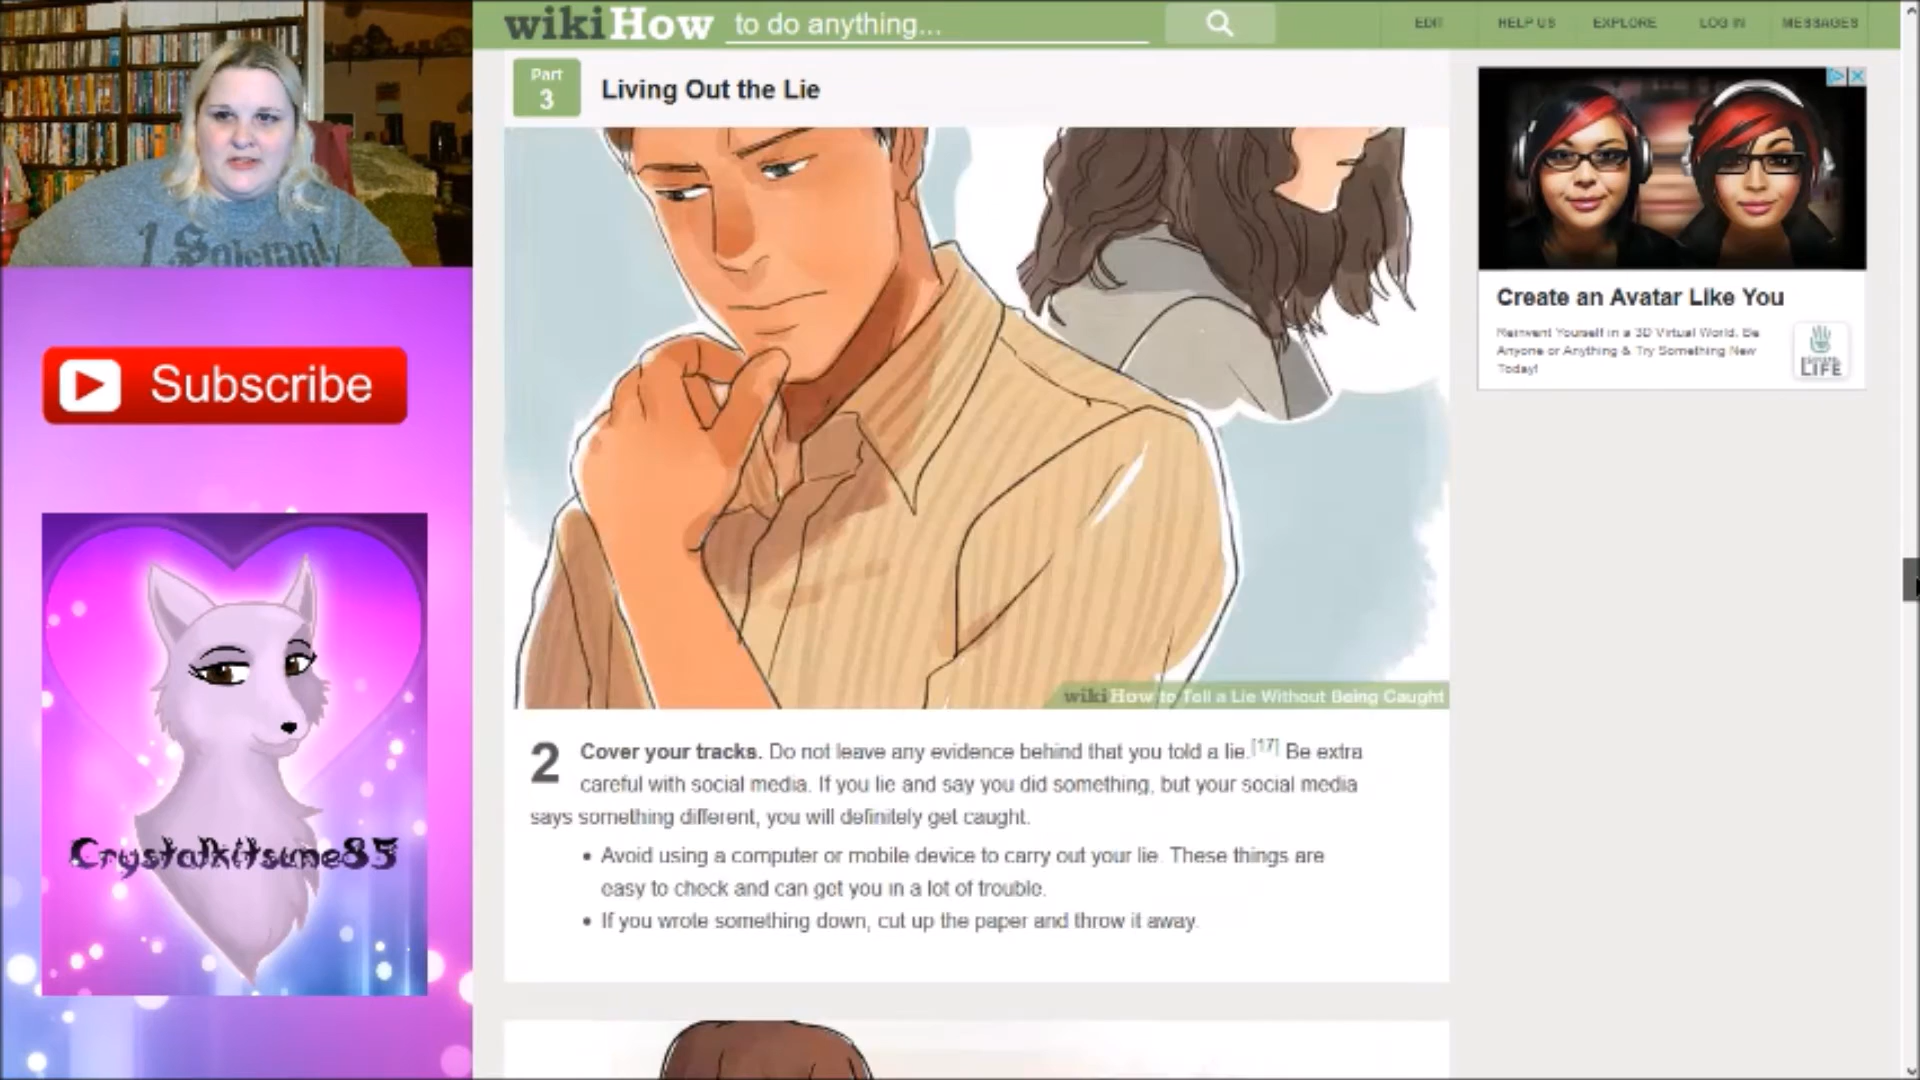 wikiHow to do anything...
EDIT HELP US EXPLORE LOG IN MESSAGES
Part
3
Living Out the Lie
I Solemnly
Subscribe
Create an Avatar Like You
Reinvent Yourself in a 3D Virtual World. Be
Anyone or Anything & Try Something New
Today!
LIFE
wikiHow to Tell a Lie Without Being Caught
Crystalkitsune85
2 Cover your tracks. Do not leave any evidence behind that you told a lie.[17] Be extra
careful with social media. If you lie and say you did something, but your social media
says something different, you will definitely get caught.
• Avoid using a computer or mobile device to carry out your lie. These things are
easy to check and can get you in a lot of trouble.
• If you wrote something down, cut up the paper and throw it away.